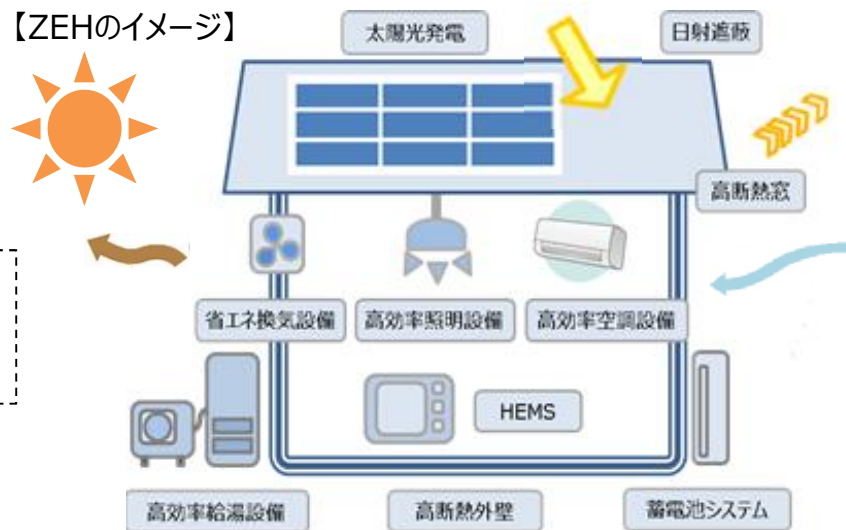 【ZEHのイメージ】
太陽光発電
日射遮蔽
高断熱窓
省エネ換気設備
高効率照明設備
高効率空調設備
HEMS
高効率給湯設備
高断熱外壁
蓄電池システム